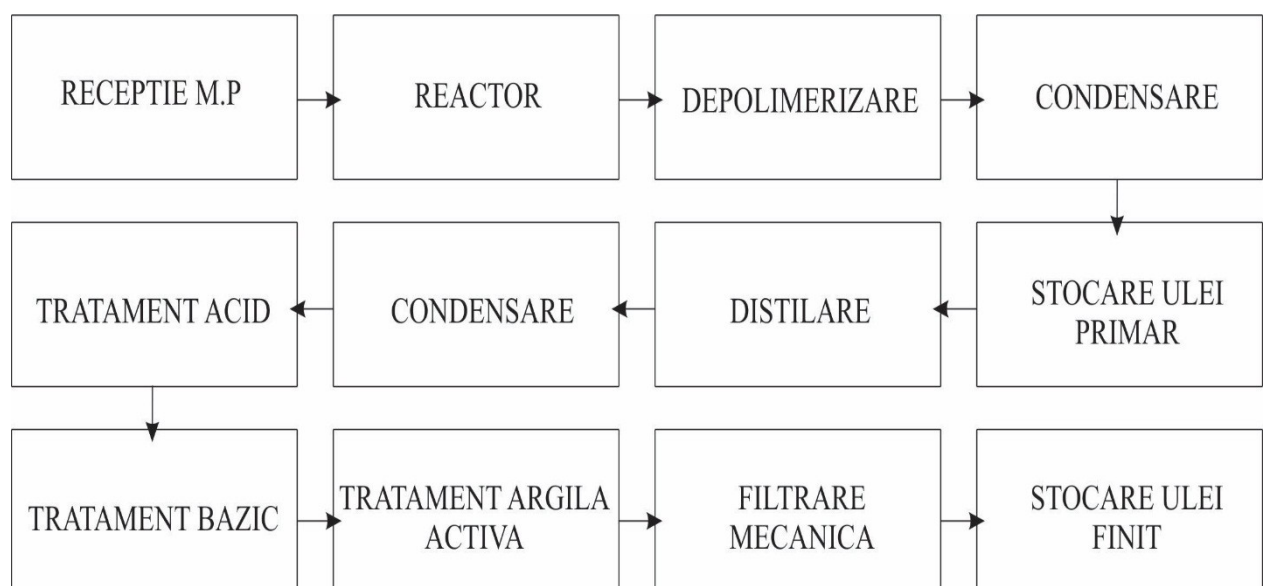 RECEPTIE M.P
REACTOR
DEPOLIMERIZARE
CONDENSARE
STOCARE ULEI
PRIMAR
DISTILARE
CONDENSARE
TRATAMENT ACID
TRATAMENT BAZIC
TRATAMENT ARGILA
ACTIVA
FILTRARE
MECANICA
STOCARE ULEI
FINIT